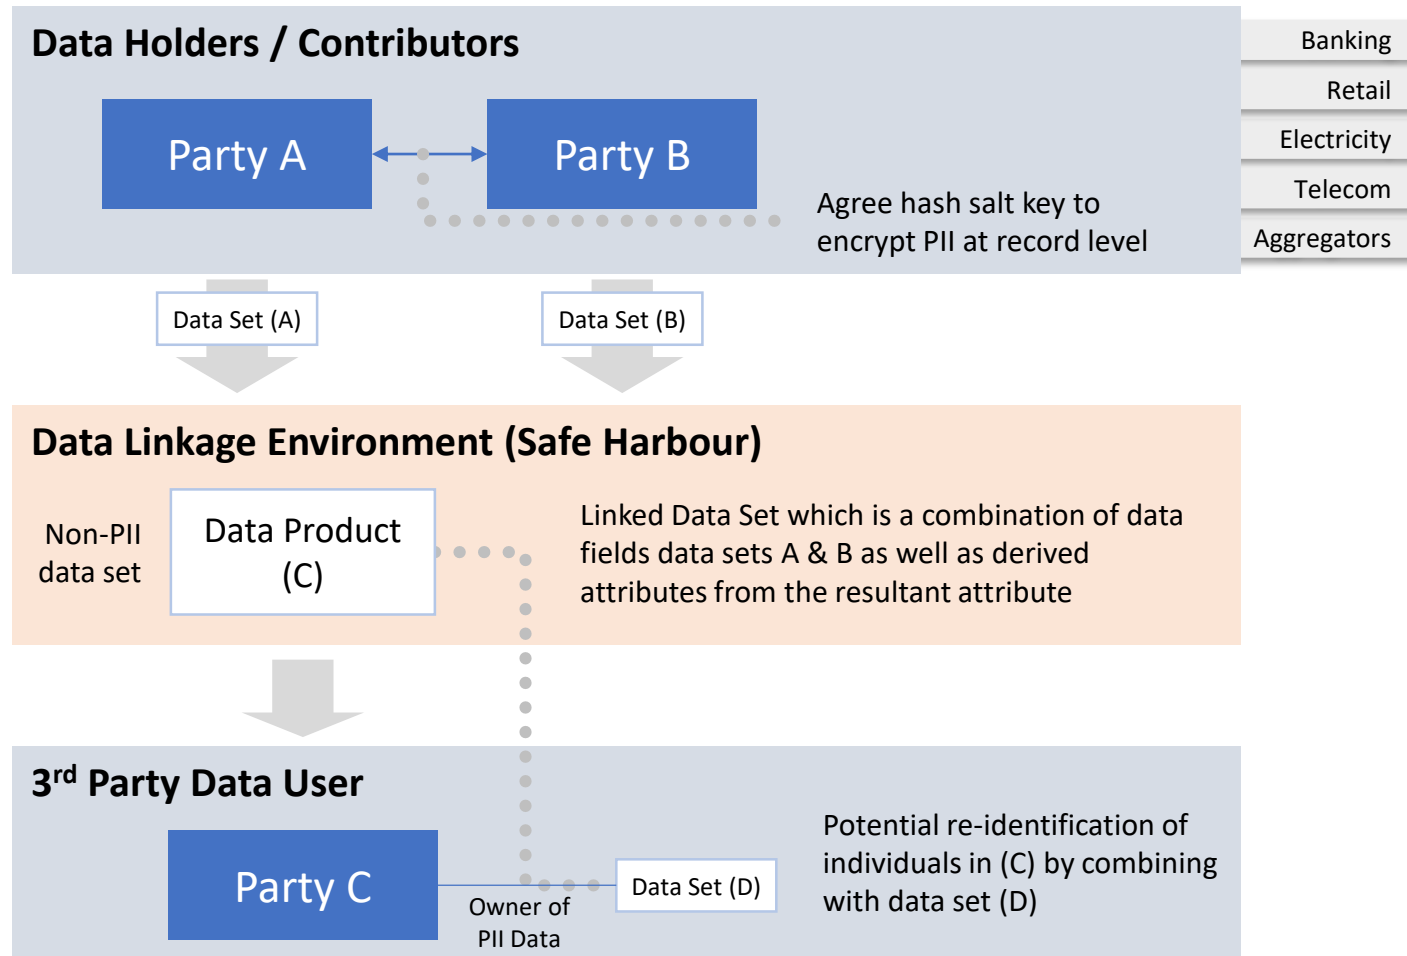 Data Holders / Contributors
Banking
Retail
Electricity
Telecom
Aggregators
Party A
Party B
Agree hash salt key to
encrypt PII at record level
Data Set (A)
Data Set (B)
Data Linkage Environment (Safe Harbour)
Non-PII
data set
Data Product
(C)
Linked Data Set which is a combination of data
fields data sets A & B as well as derived
attributes from the resultant attribute
3rd Party Data User
Party C
Owner of
PII Data
Data Set (D)
Potential re-identification of
individuals in (C) by combining
with data set (D)